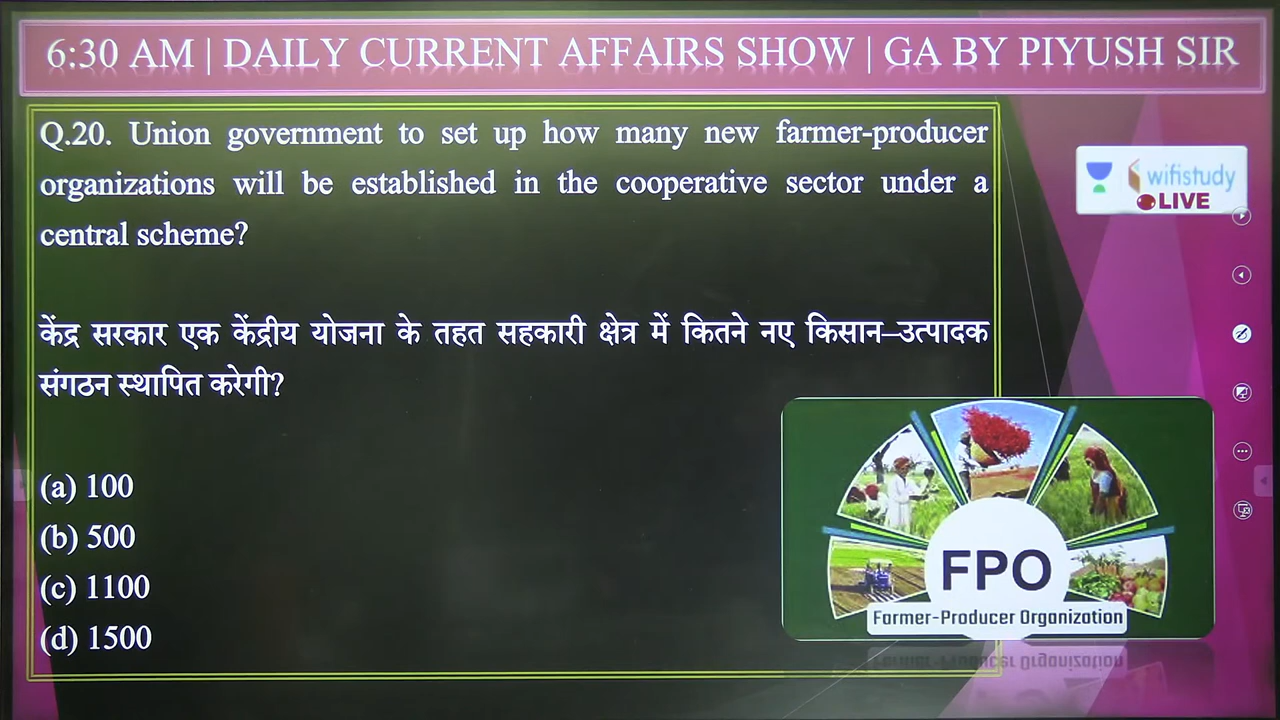 6:30 AM | DAILY CURRENT AFFAIRS SHOW | GA BY PIYUSH SIR
Q.20. Union government to set up how many new farmer-producer
organizations will be established in the cooperative sector under a
central scheme?
केंद्र सरकार एक केंद्रीय योजना के तहत सहकारी क्षेत्र में कितने नए किसान–उत्पादक
संगठन स्थापित करेगी?
(a) 100
(b) 500
(c) 1100
(d) 1500
wifistudy
LIVE
FPO
Farmer-Producer Organization